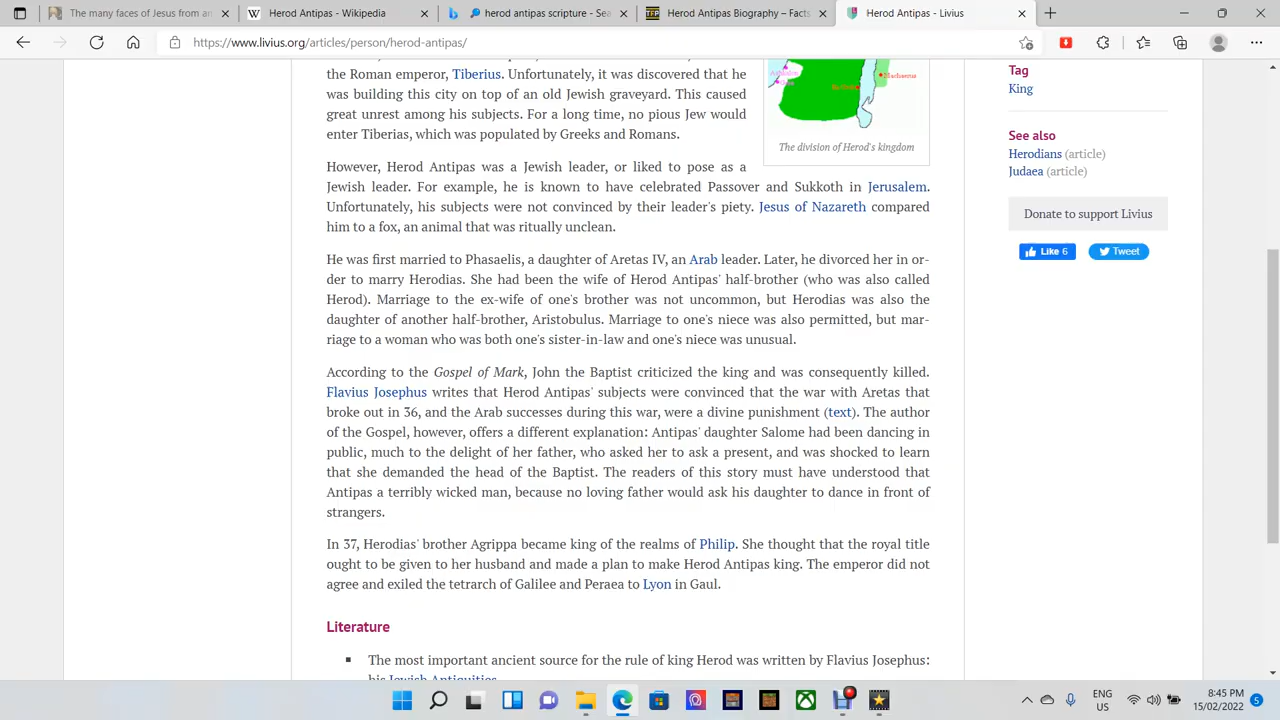 The many faces of Jesus from an
Herod Antipas - Wikipedia
herod antipas scripture - Sea
Herod Antipas Biography – Facts
Herod Antipas - Livius
https://www.livius.org/articles/person/herod-antipas/
the Roman emperor, Tiberius. Unfortunately, it was discovered that he
was building this city on top of an old Jewish graveyard. This caused
great unrest among his subjects. For a long time, no pious Jew would
enter Tiberias, which was populated by Greeks and Romans.
The division of Herod's kingdom
However, Herod Antipas was a Jewish leader, or liked to pose as a
Jewish leader. For example, he is known to have celebrated Passover and Sukkoth in Jerusalem.
Unfortunately, his subjects were not convinced by their leader's piety. Jesus of Nazareth compared
him to a fox, an animal that was ritually unclean.
He was first married to Phasaelis, a daughter of Aretas IV, an Arab leader. Later, he divorced her in or-
der to marry Herodias. She had been the wife of Herod Antipas' half-brother (who was also called
Herod). Marriage to the ex-wife of one's brother was not uncommon, but Herodias was also the
daughter of another half-brother, Aristobulus. Marriage to one's niece was also permitted, but mar-
riage to a woman who was both one's sister-in-law and one's niece was unusual.
According to the Gospel of Mark, John the Baptist criticized the king and was consequently killed.
Flavius Josephus writes that Herod Antipas' subjects were convinced that the war with Aretas that
broke out in 36, and the Arab successes during this war, were a divine punishment (text). The author
of the Gospel, however, offers a different explanation: Antipas' daughter Salome had been dancing in
public, much to the delight of her father, who asked her to ask a present, and was shocked to learn
that she demanded the head of the Baptist. The readers of this story must have understood that
Antipas a terribly wicked man, because no loving father would ask his daughter to dance in front of
strangers.
In 37, Herodias' brother Agrippa became king of the realms of Philip. She thought that the royal title
ought to be given to her husband and made a plan to make Herod Antipas king. The emperor did not
agree and exiled the tetrarch of Galilee and Peraea to Lyon in Gaul.
Literature
The most important ancient source for the rule of king Herod was written by Flavius Josephus:
his Jewish Antiquities.
Tag
King
See also
Herodians (article)
Judaea (article)
Donate to support Livius
Like 6
Tweet
ENG
US
8:45 PM
15/02/2022
5